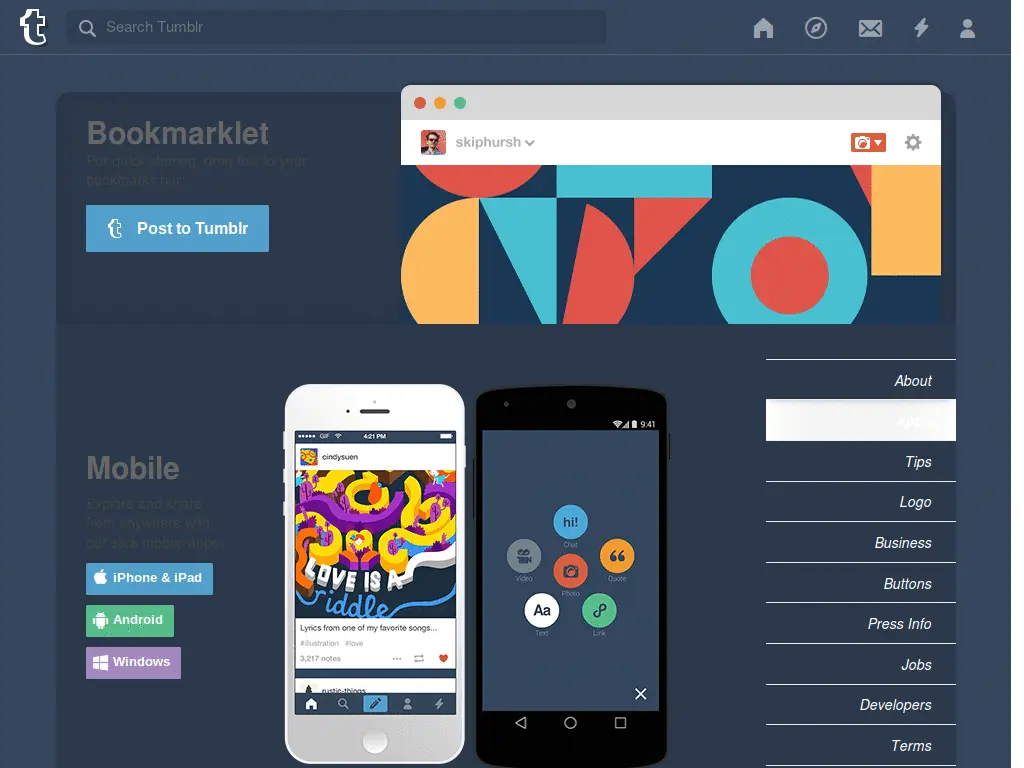 Search Tumblr
Bookmarklet
For quick sharing, drag this to your
bookmarks bar:
Post to Tumblr
skiphursh
Mobile
Explore and share
from anywhere with
our slick mobile apps.
iPhone & iPad
Android
Windows
GIF
4:21 PM
cindysuen
LOVE IS A
riddle
Lyrics from one of my favorite songs...
#illustration #love
3,217 notes
rustic-things
9:41
hi!
Chat
Video
Quote
Photo
Aa
Text
Link
About
Apps
Tips
Logo
Business
Buttons
Press Info
Jobs
Developers
Terms